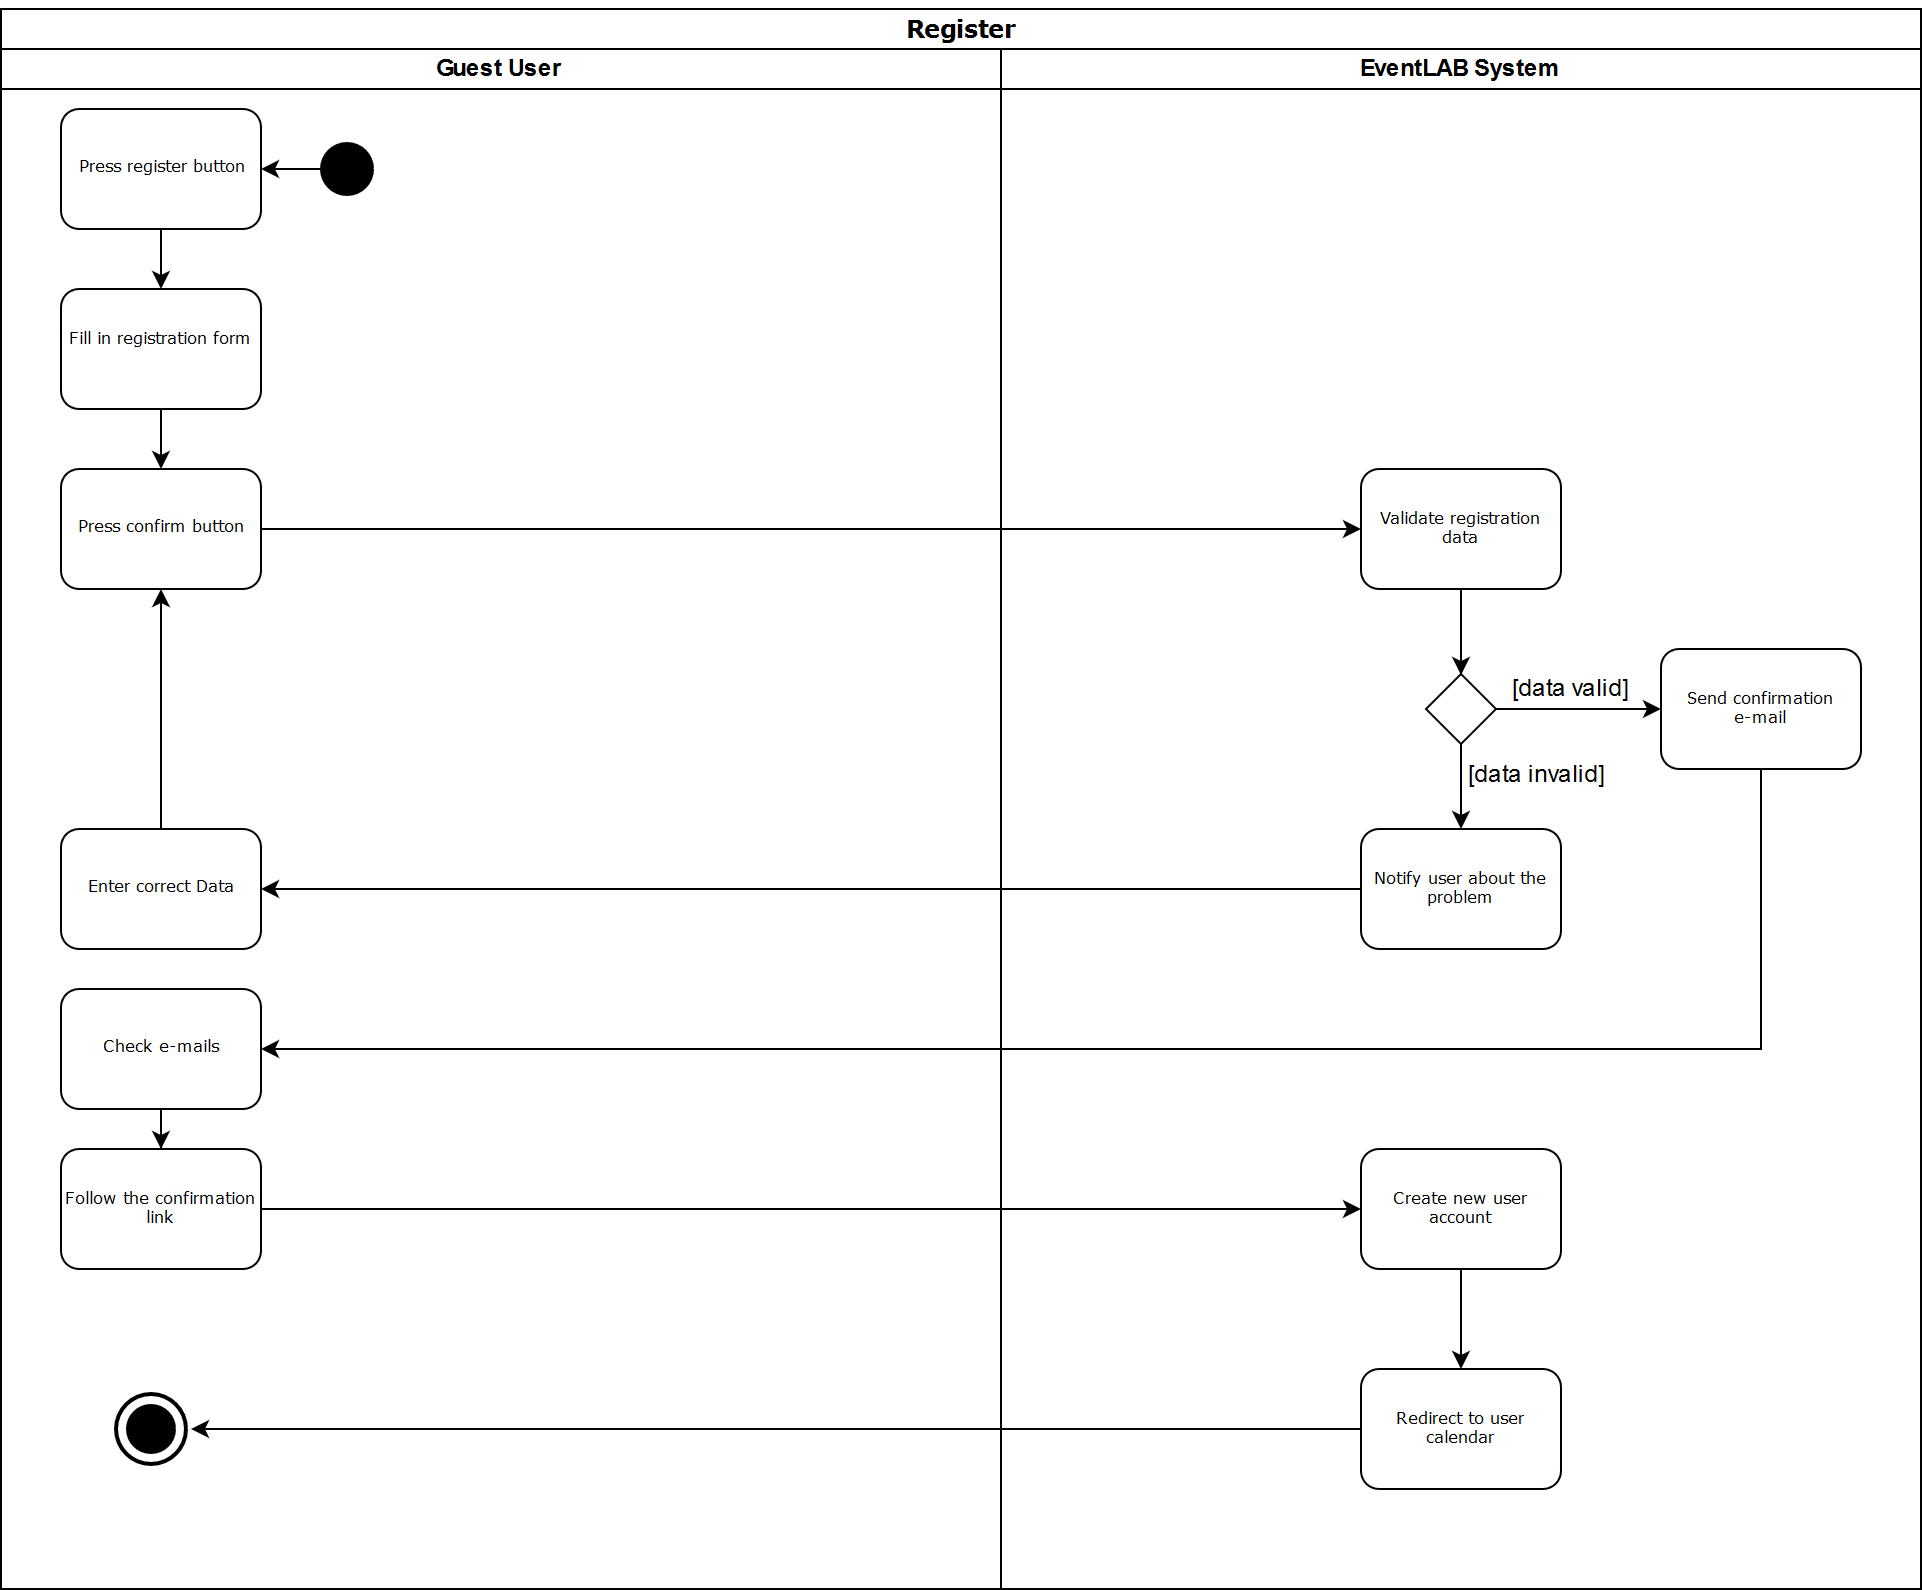 Register
Guest User
EventLAB System
Press register button
Fill in registration form
Press confirm button
Validate registration
data
[data valid]
Send confirmation
e-mail
[data invalid]
Enter correct Data
Notify user about the
problem
Check e-mails
Follow the confirmation
link
Create new user
account
Redirect to user
calendar